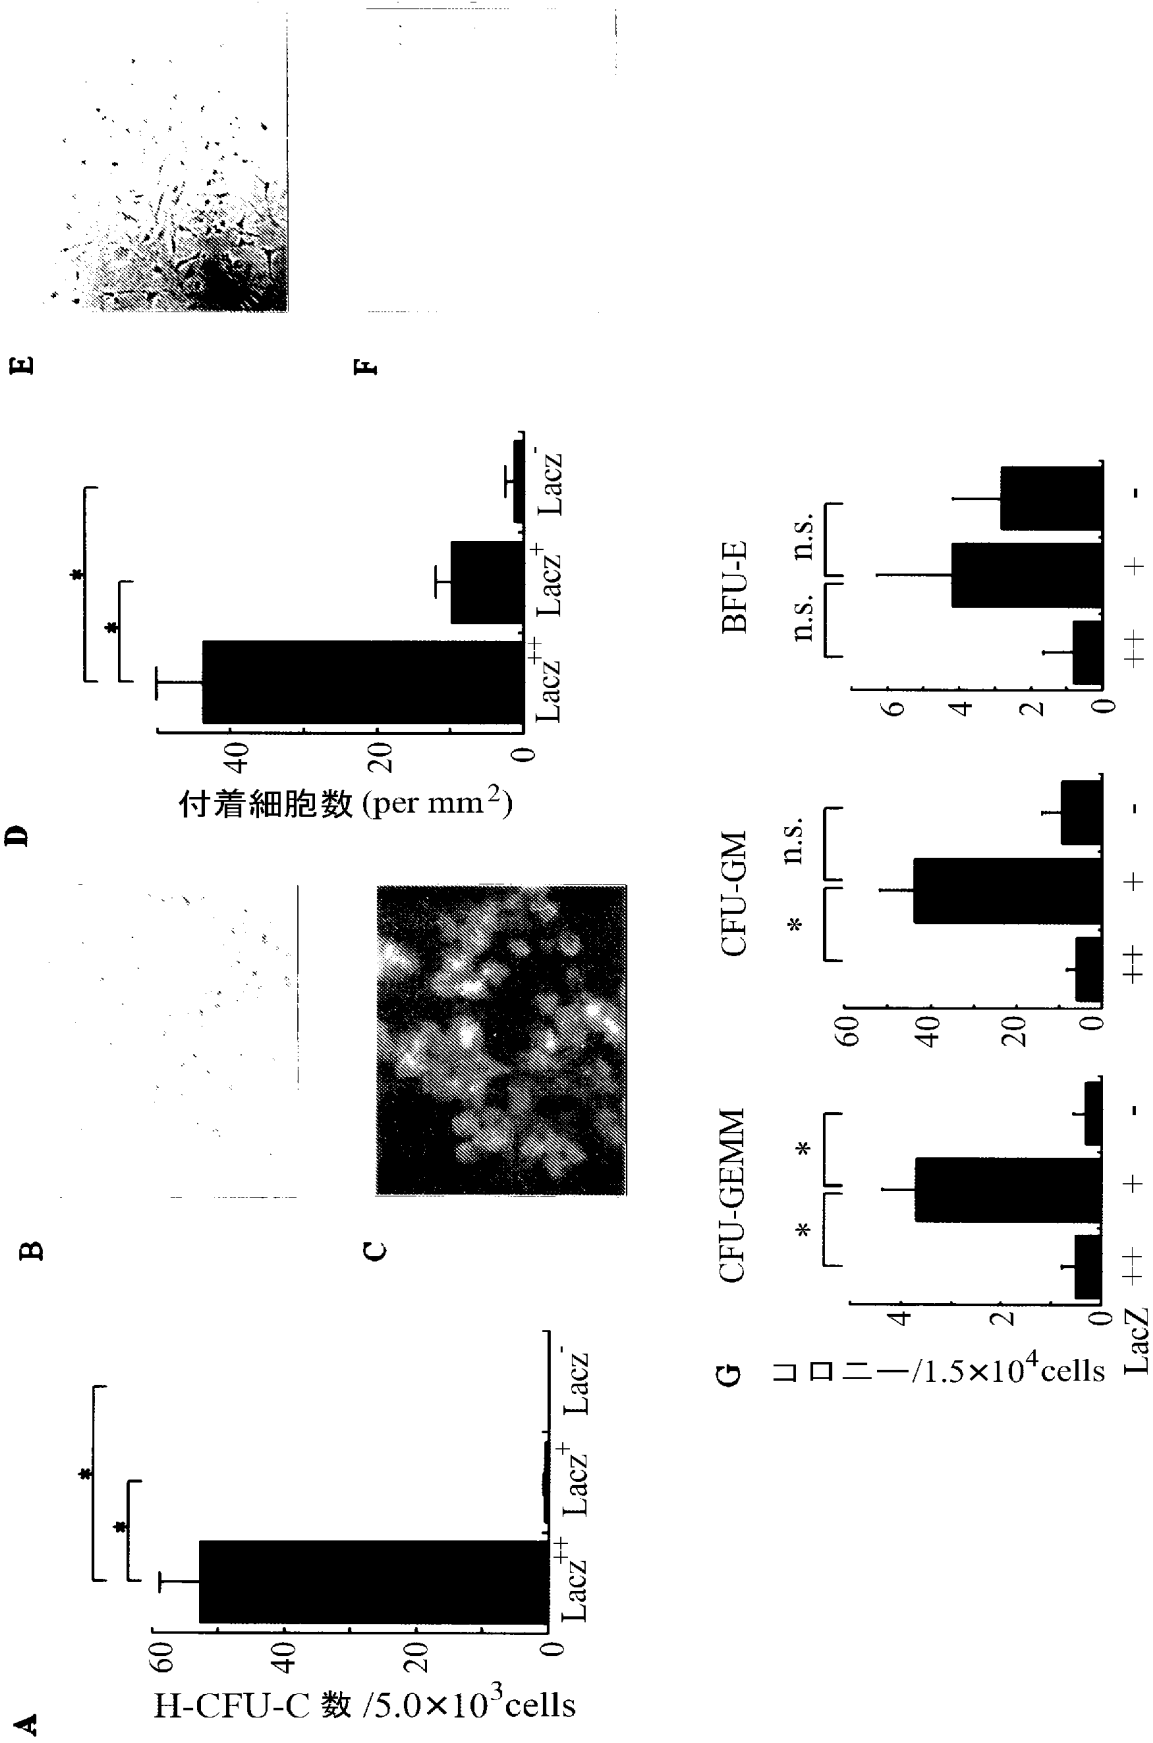 A
H-CFU-C 数 /5.0×10³cells
60
40
20
0
*
*
Lacz⁺⁺
Lacz⁺
Lacz⁻
B
C
D
付着細胞数 (per mm²)
40
20
0
*
*
Lacz⁺⁺
Lacz⁺
Lacz⁻
E
F
G
コロニー/1.5×10⁴cells
CFU-GEMM
*
*
4
2
0
LacZ ++ + -
CFU-GM
*
n.s.
60
40
20
0
++ + -
BFU-E
n.s.
n.s.
6
4
2
0
++ + -